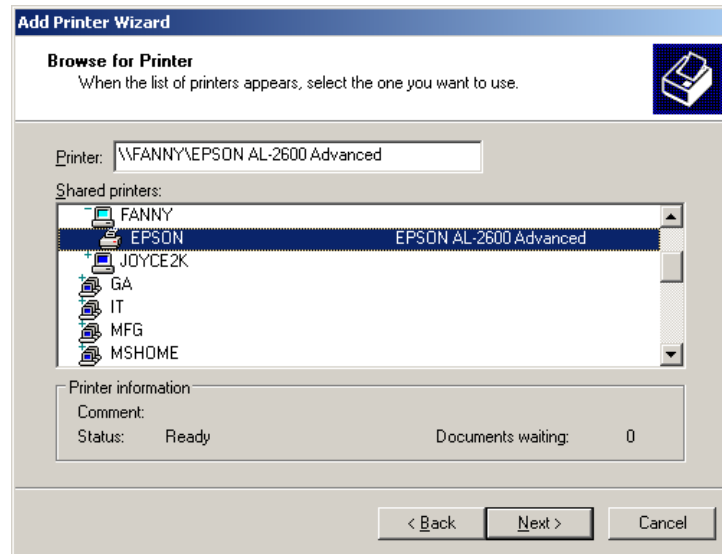 Add Printer Wizard
Browse for Printer
When the list of printers appears, select the one you want to use.
Printer: \\FANNY\EPSON AL-2600 Advanced
Shared printers:
FANNY
EPSON EPSON AL-2600 Advanced
JOYCE2K
GA
IT
MFG
MSHOME
Printer information
Comment:
Status: Ready Documents waiting: 0
< Back Next > Cancel